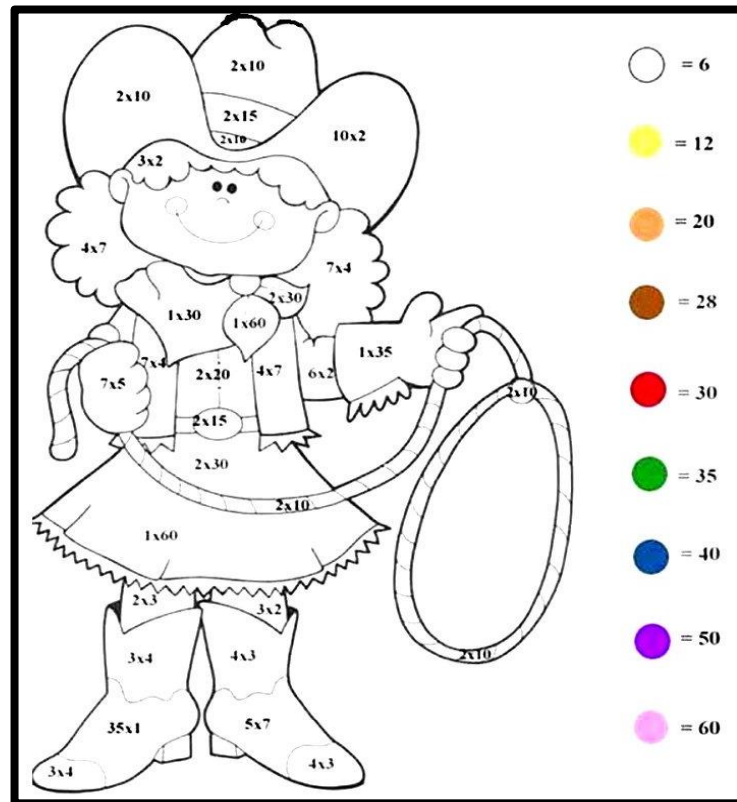 2x10
2x10
2x15
2x10
10x2
3x2
4x7
7x4
2x30
1x30
1x60
7x4
2x20
4x7
6x2
1x35
7x5
2x15
2x10
2x30
2x10
1x60
2x3
3x2
2x10
3x4
4x3
35x1
5x7
3x4
4x3
= 6
= 12
= 20
= 28
= 30
= 35
= 40
= 50
= 60